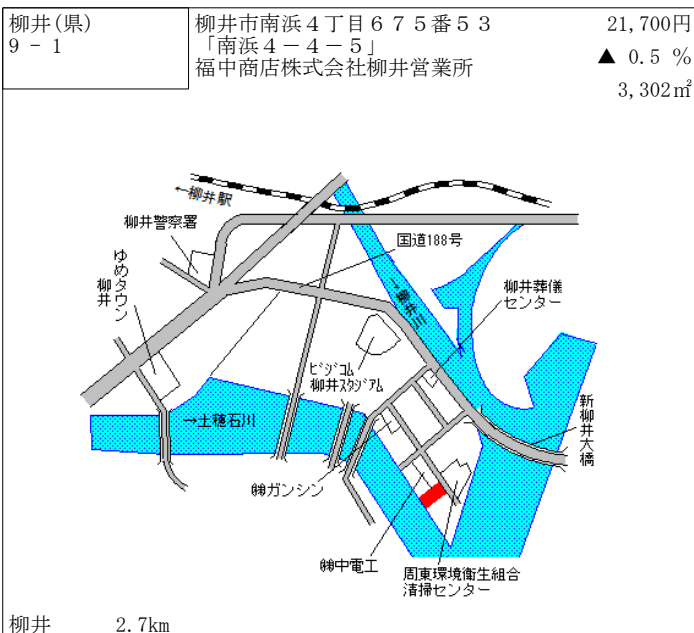 柳井(県)
9 - 1
柳井市南浜４丁目６７５番５３
「南浜４－４－５」
福中商店株式会社柳井営業所
21,700円
▲ 0.5 %
3,302㎡
←柳井駅
柳井警察署
国道188号
ゆめタウン
柳井
→柳井川
柳井葬儀
センター
ビジコム
柳井スタジアム
→土穂石川
新柳井大橋
㈱ガンシン
㈱中電工
周東環境衛生組合
清掃センター
柳井 2.7km